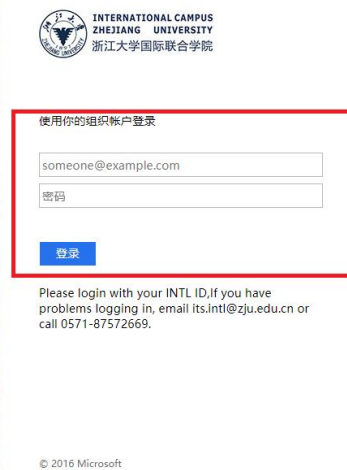 INTERNATIONAL CAMPUS
ZHEJIANG UNIVERSITY
浙江大学国际联合学院
使用你的组织帐户登录
someone@example.com
密码
登录
Please login with your INTL ID,If you have
problems logging in, email its.intl@zju.edu.cn or
call 0571-87572669.
© 2016 Microsoft